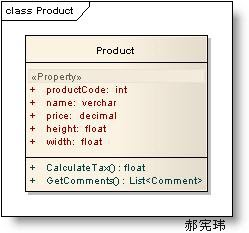 class Product
Product
«Property»
+ productCode: int
+ name: verchar
+ price: decimal
+ height: float
+ width: float
+ CalculateTax() : float
+ GetComments() : List<Comment>
郝宪玮